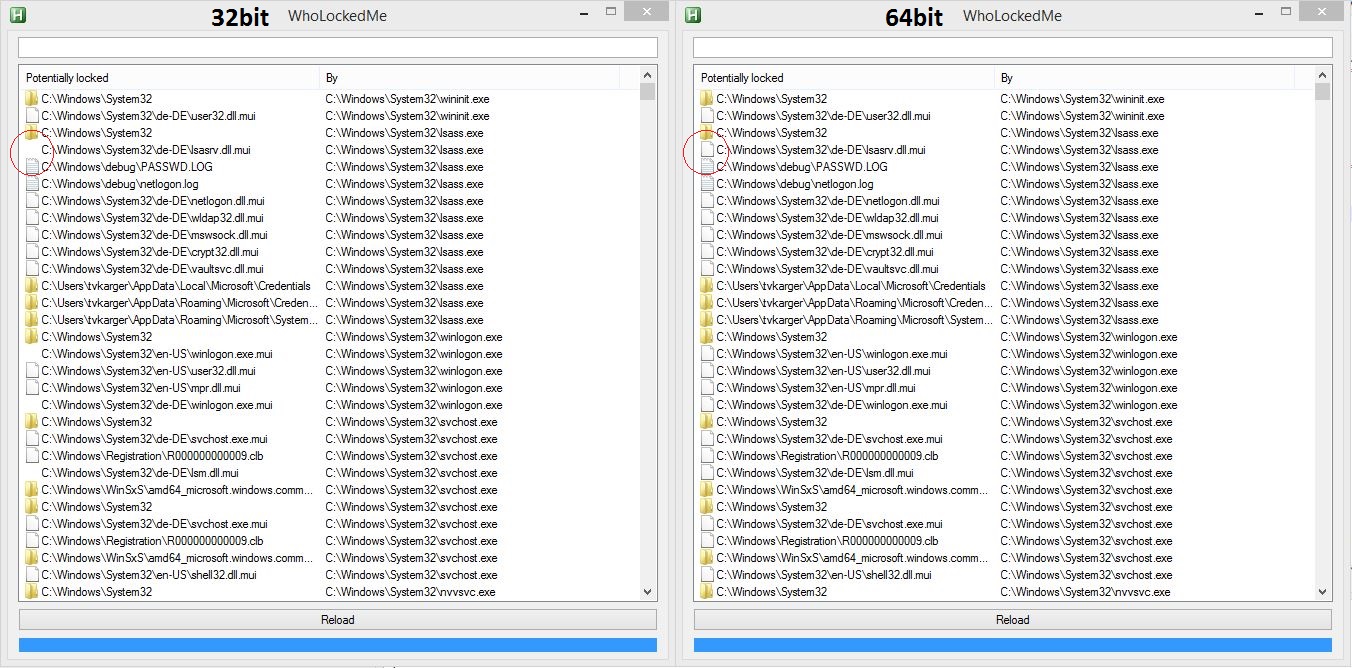 32bit WhoLockedMe
Potentially locked By
C:\Windows\System32 C:\Windows\System32\wininit.exe
C:\Windows\System32\de-DE\user32.dll.mui C:\Windows\System32\wininit.exe
C:\Windows\System32 C:\Windows\System32\lsass.exe
C:\Windows\System32\de-DE\lsasrv.dll.mui C:\Windows\System32\lsass.exe
C:\Windows\debug\PASSWD.LOG C:\Windows\System32\lsass.exe
C:\Windows\debug\netlogon.log C:\Windows\System32\lsass.exe
C:\Windows\System32\de-DE\netlogon.dll.mui C:\Windows\System32\lsass.exe
C:\Windows\System32\de-DE\wldap32.dll.mui C:\Windows\System32\lsass.exe
C:\Windows\System32\de-DE\mswsock.dll.mui C:\Windows\System32\lsass.exe
C:\Windows\System32\de-DE\crypt32.dll.mui C:\Windows\System32\lsass.exe
C:\Windows\System32\de-DE\vaultsvc.dll.mui C:\Windows\System32\lsass.exe
C:\Users\tvkarger\AppData\Local\Microsoft\Credentials C:\Windows\System32\lsass.exe
C:\Users\tvkarger\AppData\Roaming\Microsoft\Creden... C:\Windows\System32\lsass.exe
C:\Users\tvkarger\AppData\Roaming\Microsoft\System... C:\Windows\System32\lsass.exe
C:\Windows\System32 C:\Windows\System32\winlogon.exe
C:\Windows\System32\en-US\winlogon.exe.mui C:\Windows\System32\winlogon.exe
C:\Windows\System32\en-US\user32.dll.mui C:\Windows\System32\winlogon.exe
C:\Windows\System32\en-US\mpr.dll.mui C:\Windows\System32\winlogon.exe
C:\Windows\System32\de-DE\winlogon.exe.mui C:\Windows\System32\winlogon.exe
C:\Windows\System32 C:\Windows\System32\svchost.exe
C:\Windows\System32\de-DE\svchost.exe.mui C:\Windows\System32\svchost.exe
C:\Windows\Registration\R000000000009.clb C:\Windows\System32\svchost.exe
C:\Windows\System32\de-DE\lsm.dll.mui C:\Windows\System32\svchost.exe
C:\Windows\WinSxS\amd64_microsoft.windows.comm... C:\Windows\System32\svchost.exe
C:\Windows\System32 C:\Windows\System32\svchost.exe
C:\Windows\System32\de-DE\svchost.exe.mui C:\Windows\System32\svchost.exe
C:\Windows\Registration\R000000000009.clb C:\Windows\System32\svchost.exe
C:\Windows\WinSxS\amd64_microsoft.windows.comm... C:\Windows\System32\svchost.exe
C:\Windows\System32\en-US\shell32.dll.mui C:\Windows\System32\svchost.exe
C:\Windows\System32 C:\Windows\System32\nvvsvc.exe
Reload
64bit WhoLockedMe
Potentially locked By
C:\Windows\System32 C:\Windows\System32\wininit.exe
C:\Windows\System32\de-DE\user32.dll.mui C:\Windows\System32\wininit.exe
C:\Windows\System32 C:\Windows\System32\lsass.exe
C:\Windows\System32\de-DE\lsasrv.dll.mui C:\Windows\System32\lsass.exe
C:\Windows\debug\PASSWD.LOG C:\Windows\System32\lsass.exe
C:\Windows\debug\netlogon.log C:\Windows\System32\lsass.exe
C:\Windows\System32\de-DE\netlogon.dll.mui C:\Windows\System32\lsass.exe
C:\Windows\System32\de-DE\wldap32.dll.mui C:\Windows\System32\lsass.exe
C:\Windows\System32\de-DE\mswsock.dll.mui C:\Windows\System32\lsass.exe
C:\Windows\System32\de-DE\crypt32.dll.mui C:\Windows\System32\lsass.exe
C:\Windows\System32\de-DE\vaultsvc.dll.mui C:\Windows\System32\lsass.exe
C:\Users\tvkarger\AppData\Local\Microsoft\Credentials C:\Windows\System32\lsass.exe
C:\Users\tvkarger\AppData\Roaming\Microsoft\Creden... C:\Windows\System32\lsass.exe
C:\Users\tvkarger\AppData\Roaming\Microsoft\System... C:\Windows\System32\lsass.exe
C:\Windows\System32 C:\Windows\System32\winlogon.exe
C:\Windows\System32\en-US\winlogon.exe.mui C:\Windows\System32\winlogon.exe
C:\Windows\System32\en-US\user32.dll.mui C:\Windows\System32\winlogon.exe
C:\Windows\System32\en-US\mpr.dll.mui C:\Windows\System32\winlogon.exe
C:\Windows\System32\de-DE\winlogon.exe.mui C:\Windows\System32\winlogon.exe
C:\Windows\System32 C:\Windows\System32\svchost.exe
C:\Windows\System32\de-DE\svchost.exe.mui C:\Windows\System32\svchost.exe
C:\Windows\Registration\R000000000009.clb C:\Windows\System32\svchost.exe
C:\Windows\System32\de-DE\lsm.dll.mui C:\Windows\System32\svchost.exe
C:\Windows\WinSxS\amd64_microsoft.windows.comm... C:\Windows\System32\svchost.exe
C:\Windows\System32 C:\Windows\System32\svchost.exe
C:\Windows\System32\de-DE\svchost.exe.mui C:\Windows\System32\svchost.exe
C:\Windows\Registration\R000000000009.clb C:\Windows\System32\svchost.exe
C:\Windows\WinSxS\amd64_microsoft.windows.comm... C:\Windows\System32\svchost.exe
C:\Windows\System32\en-US\shell32.dll.mui C:\Windows\System32\svchost.exe
C:\Windows\System32 C:\Windows\System32\nvvsvc.exe
Reload